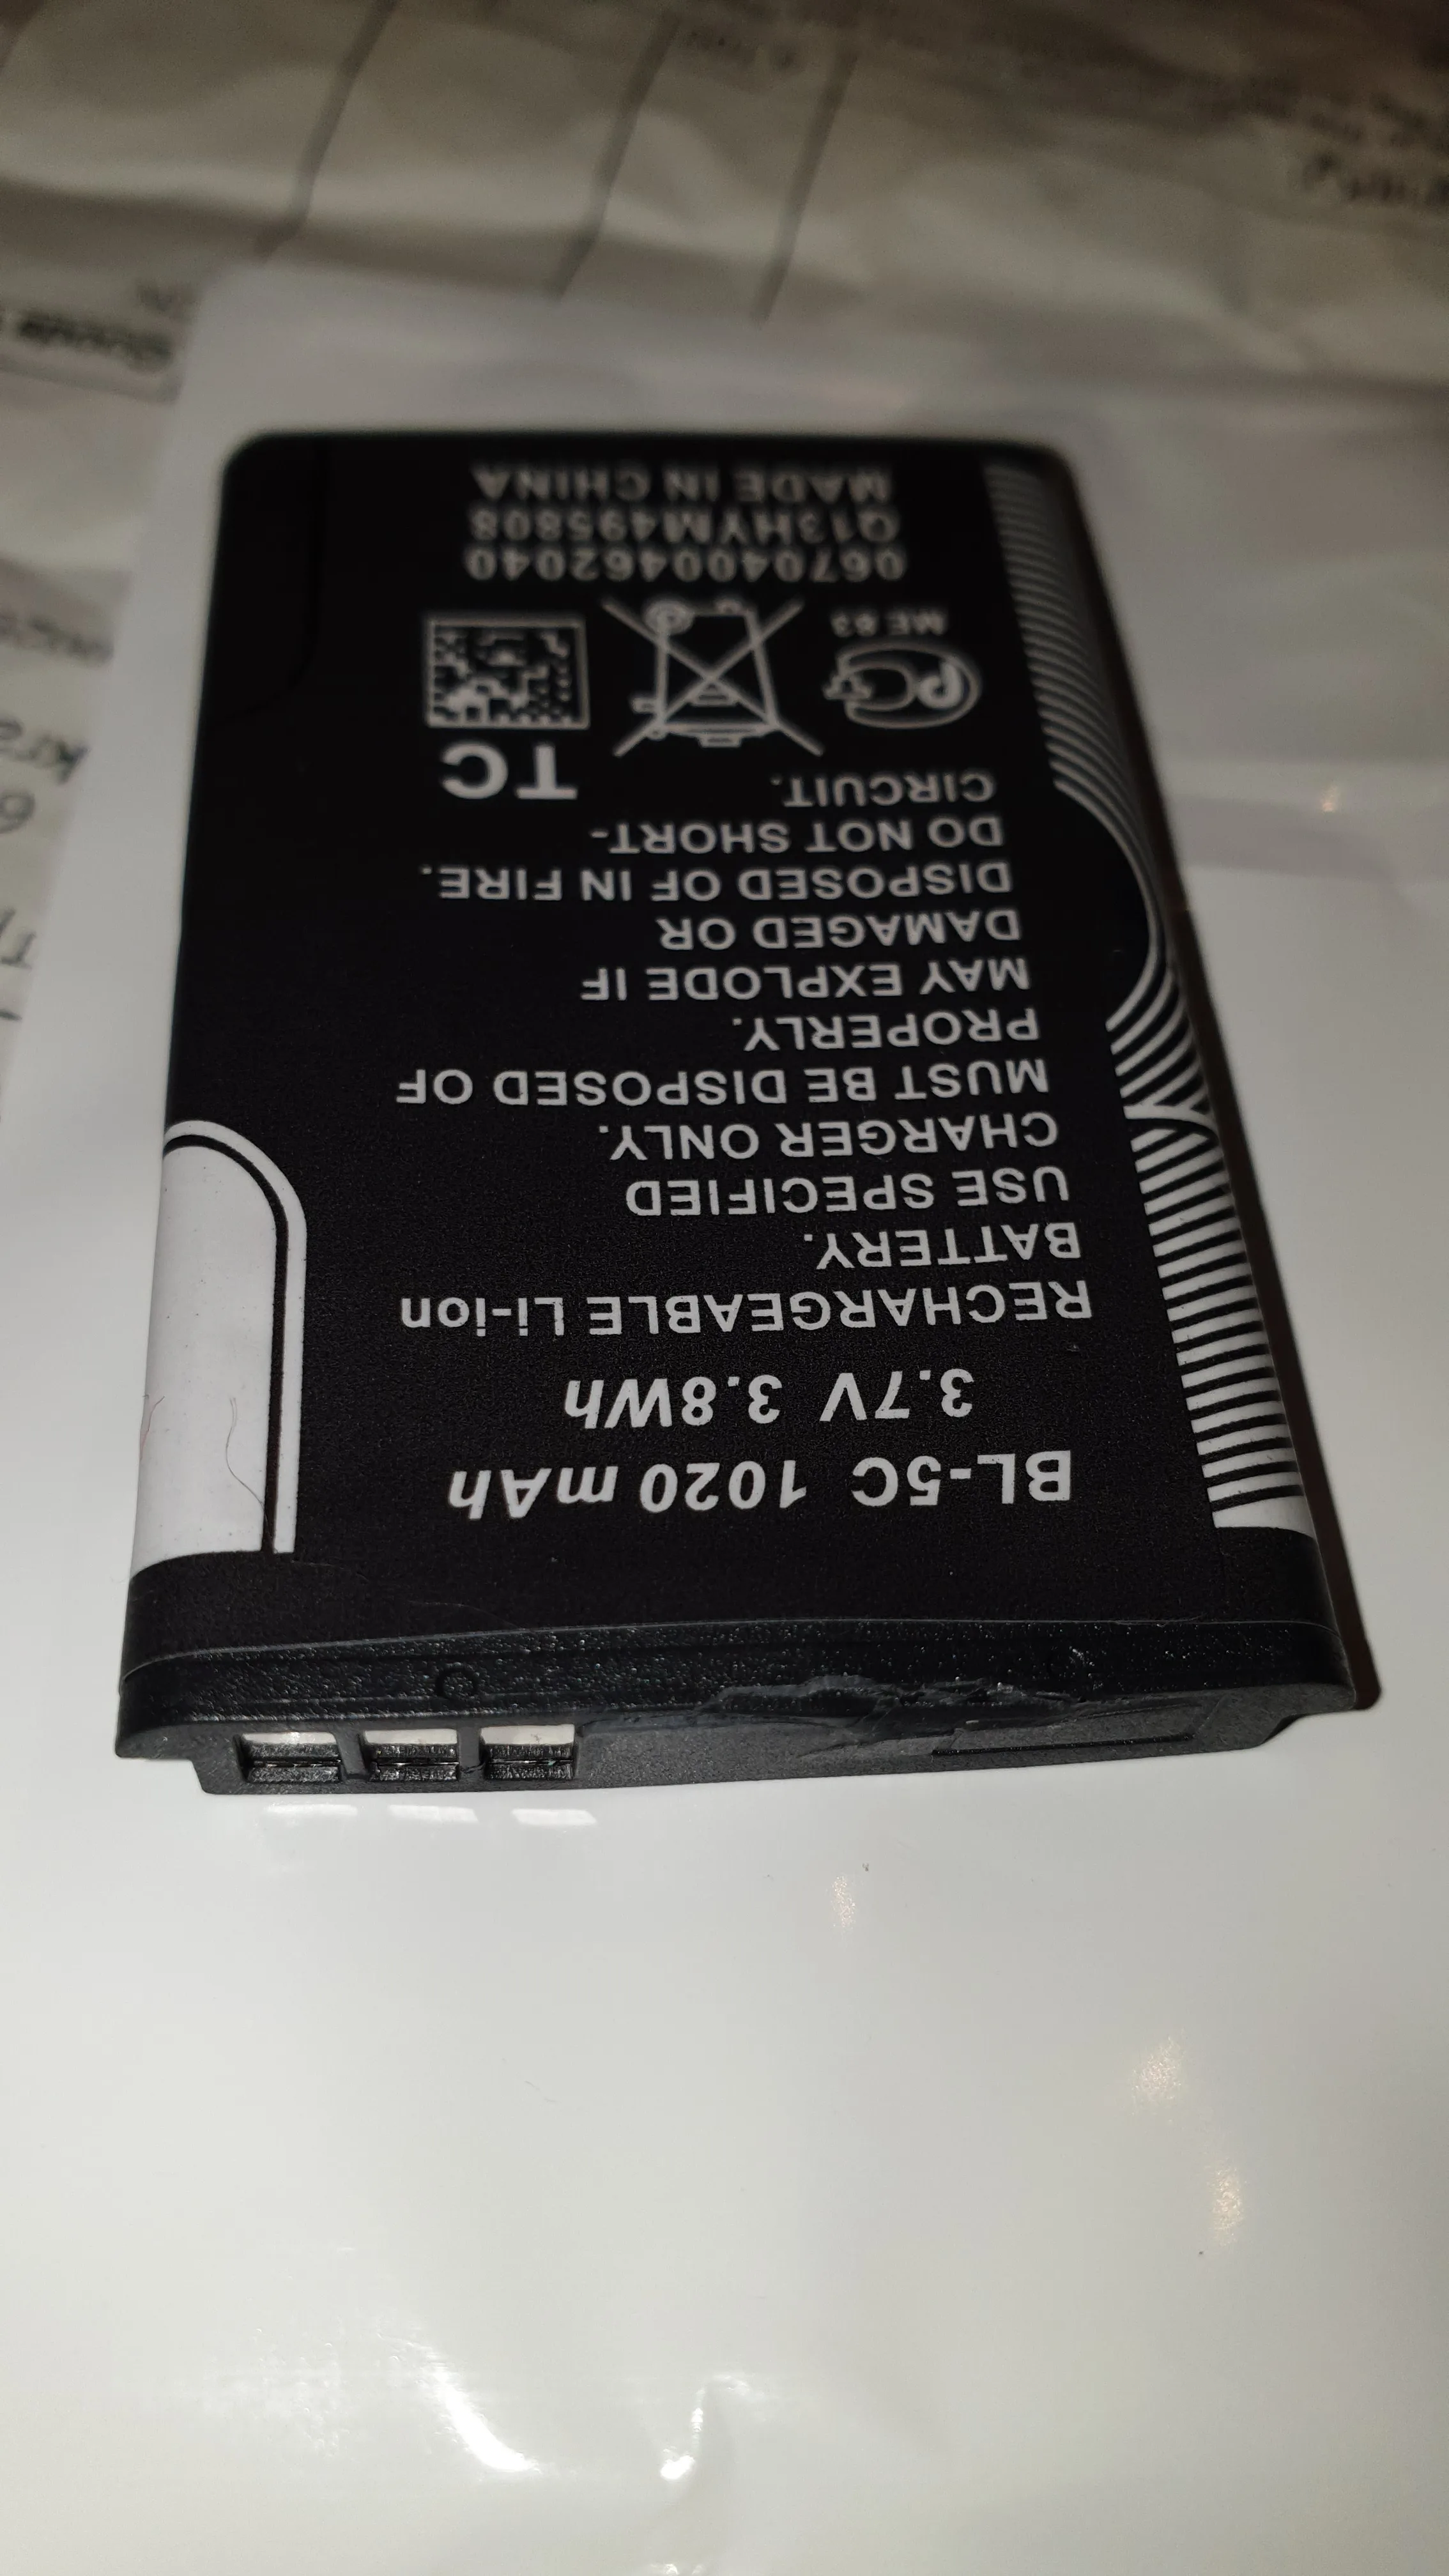 BL-5C 1020 mAh
3.7V 3.8Wh
RECHARGEABLE Li-ion
BATTERY.
USE SPECIFIED
CHARGER ONLY.
MUST BE DISPOSED OF
PROPERLY.
MAY EXPLODE IF
DAMAGED OR
DISPOSED OF IN FIRE.
DO NOT SHORT-
CIRCUIT.
TC
PC
ME 63
0670400462040
Q13HYM495808
MADE IN CHINA